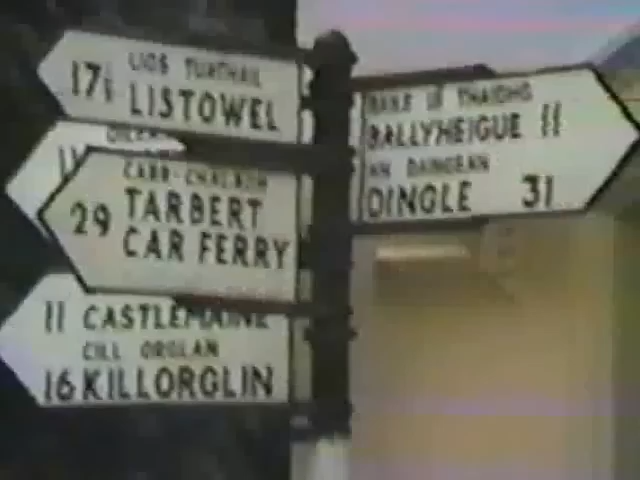 LIOS TUATHAIL
17½ LISTOWEL
29 TARBERT
CAR FERRY
11 CASTLEMAINE
CILL ORGLAN
16 KILLORGLIN
BALLYHEIGUE 11
AN DAINGEAN
DINGLE 31